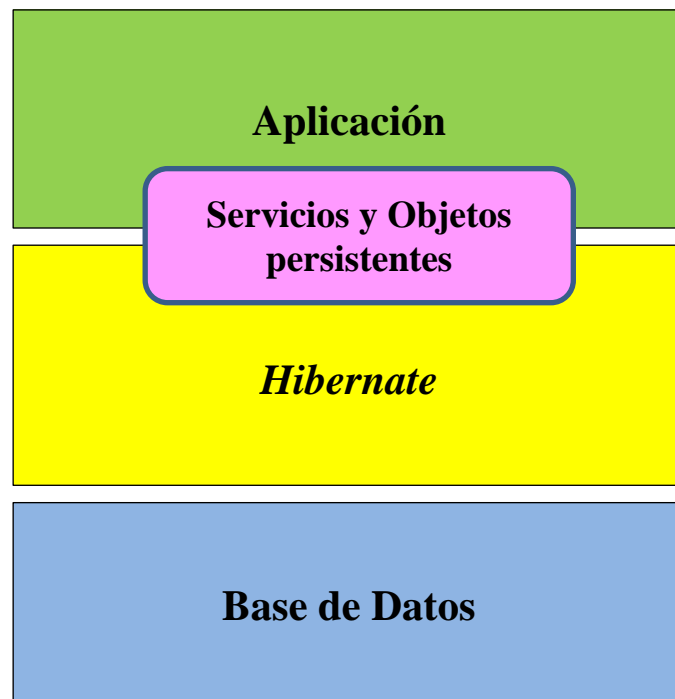 Aplicación
Servicios y Objetos
persistentes
Hibernate
Base de Datos